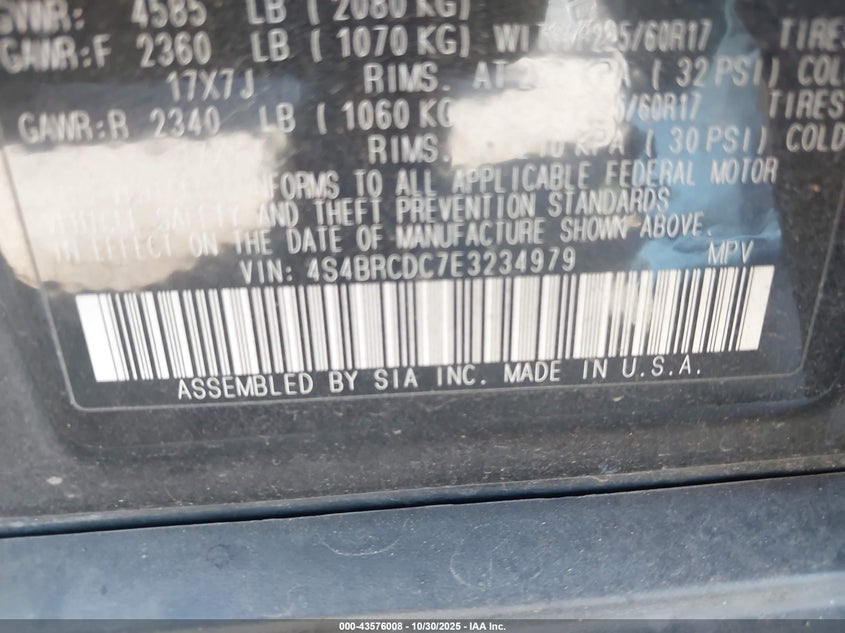 GVWR: 4585 LB ( 2080 KG)
GAWR:F 2360 LB ( 1070 KG) 225/60R17 TIRES
17X7J RIMS. AT ( 32 PSI) COLD
GAWR:R 2340 LB ( 1060 KG /60R17 TIRES
RIMS. KPA ( 30 PSI) COLD
TO ALL APPLICABLE FEDERAL MOTOR
SAFETY AND THEFT PREVENTION STANDARDS
IN EFFECT ON THE DATE OF MANUFACTURE SHOWN ABOVE.
VIN: 4S4BRCDC7E3234979 MPV
ASSEMBLED BY SIA INC. MADE IN U.S.A.
000-43576008 - 10/30/2025 - IAA Inc.